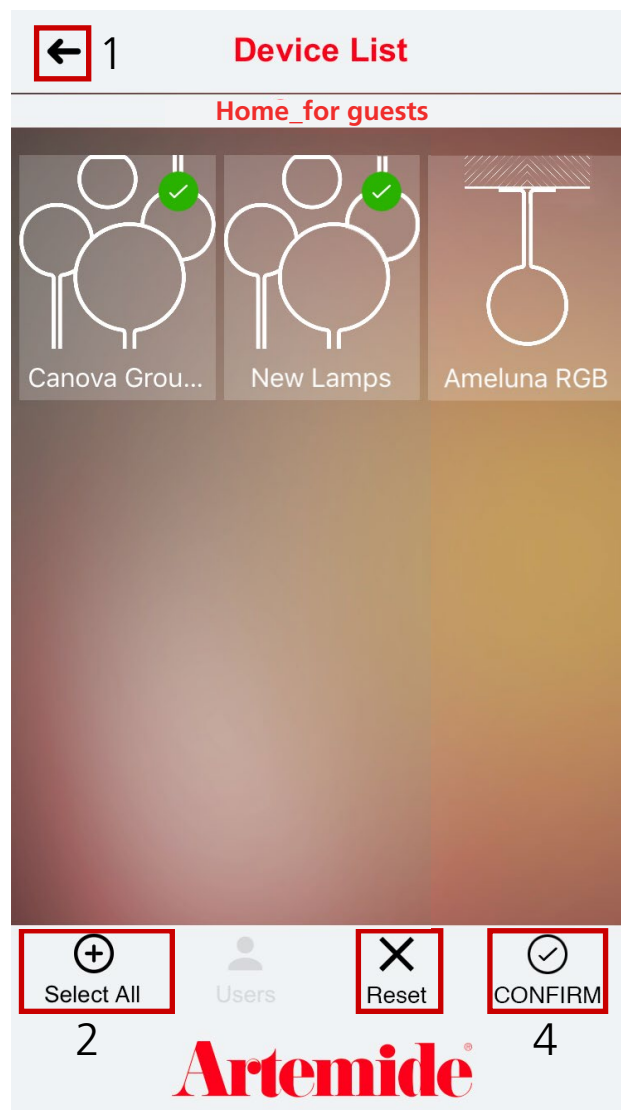 1 Device List
Home_for guests
Canova Grou... New Lamps Ameluna RGB
Select All Users Reset CONFIRM
2 4
Artemide®